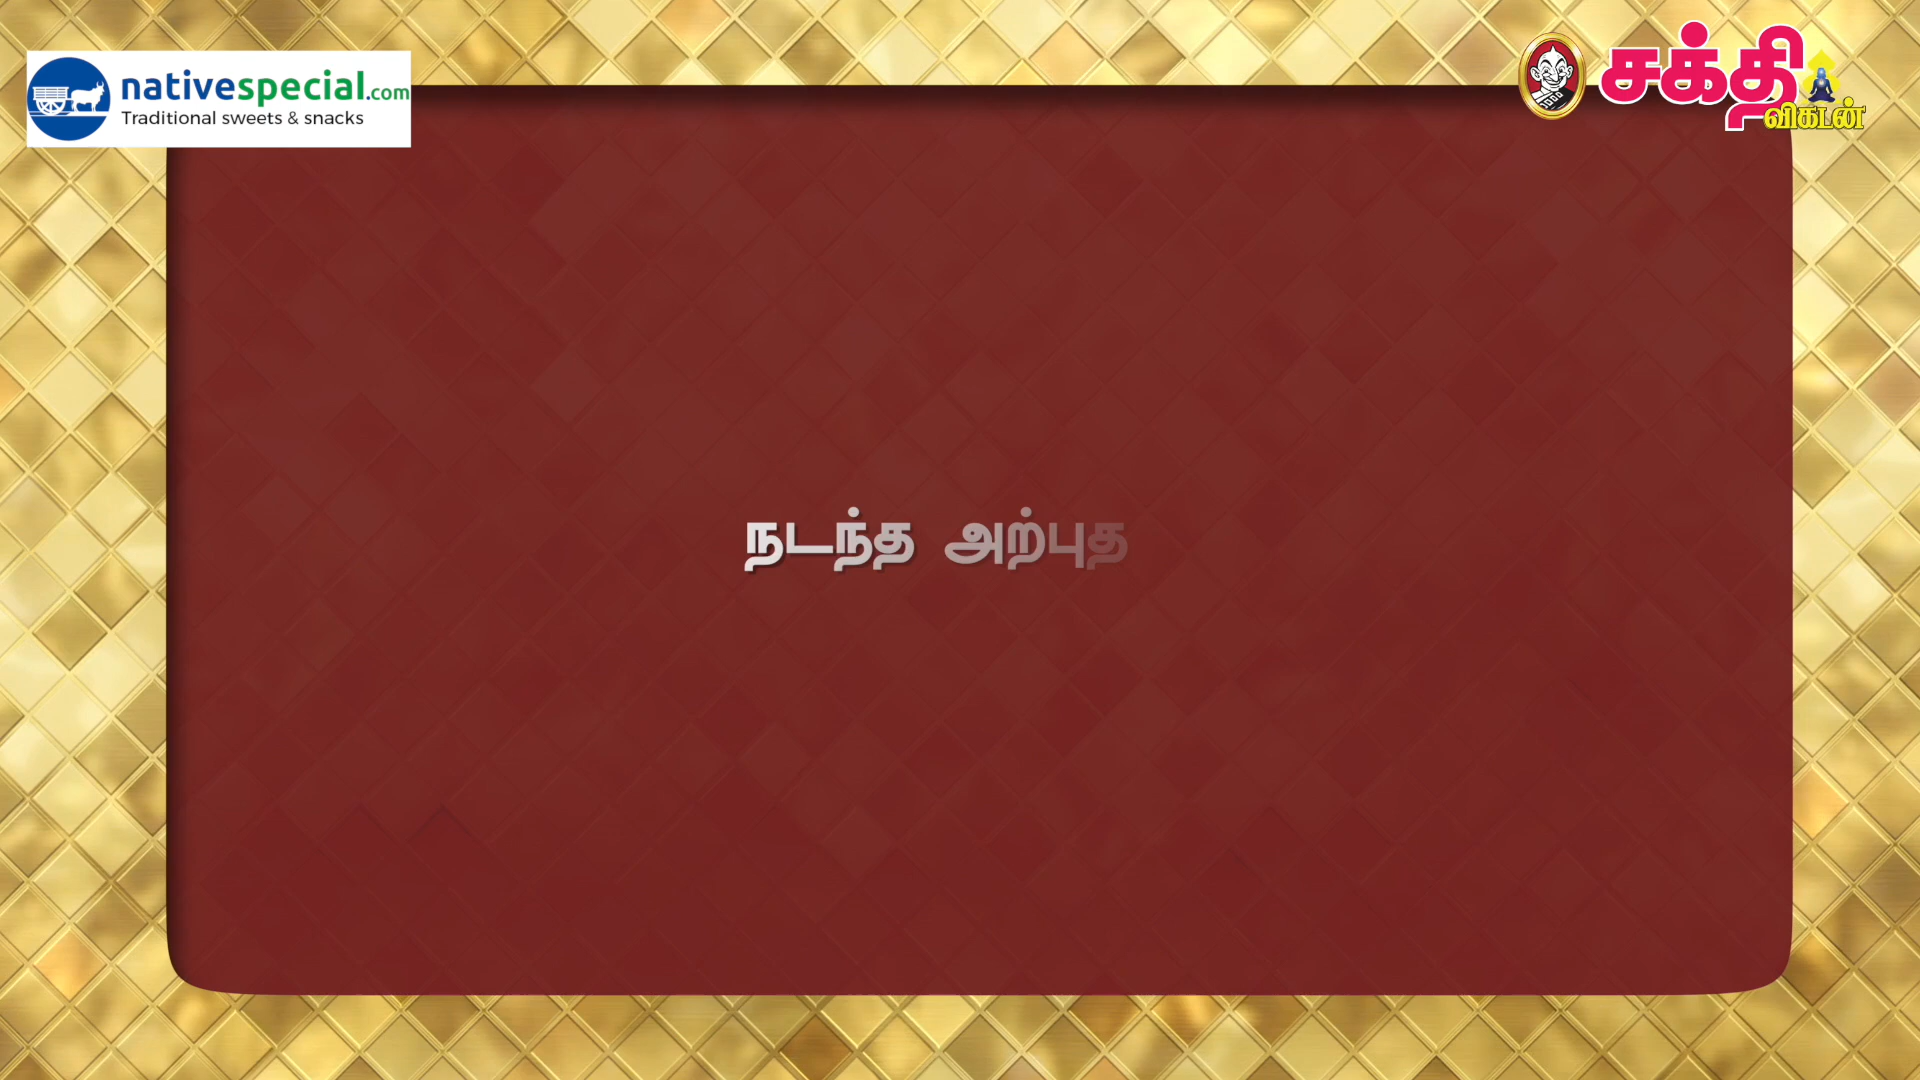 nativespecial.com
Traditional sweets & snacks
சக்தி
விகடன்
நடந்த அற்புத